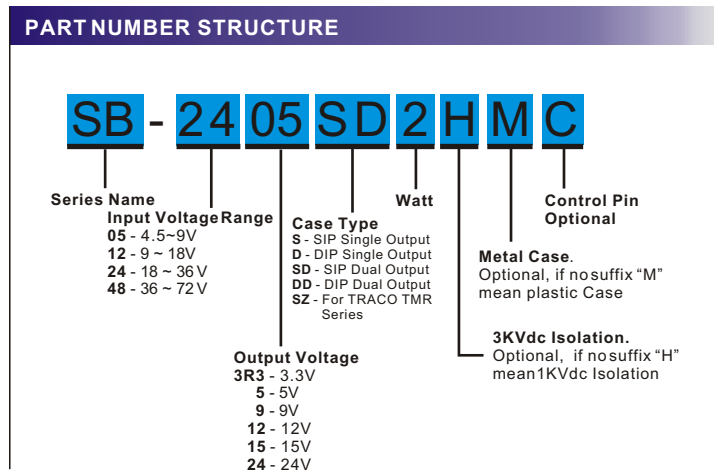 PART NUMBER STRUCTURE
SB - 24 05 SD 2 H M C
Series Name
Input Voltage Range
05 - 4.5~9V
12 - 9 ~ 18V
24 - 18 ~ 36 V
48 - 36 ~ 72 V
Case Type
S - SIP Single Output
D - DIP Single Output
SD - SIP Dual Output
DD - DIP Dual Output
SZ - For TRACO TMR
Series
Watt
Control Pin
Optional
Metal Case.
Optional, if no suffix “M”
mean plastic Case
3KVdc Isolation.
Optional, if no suffix “H”
mean1KVdc Isolation
Output Voltage
3R3 - 3.3V
5 - 5V
9 - 9V
12 - 12V
15 - 15V
24 - 24V